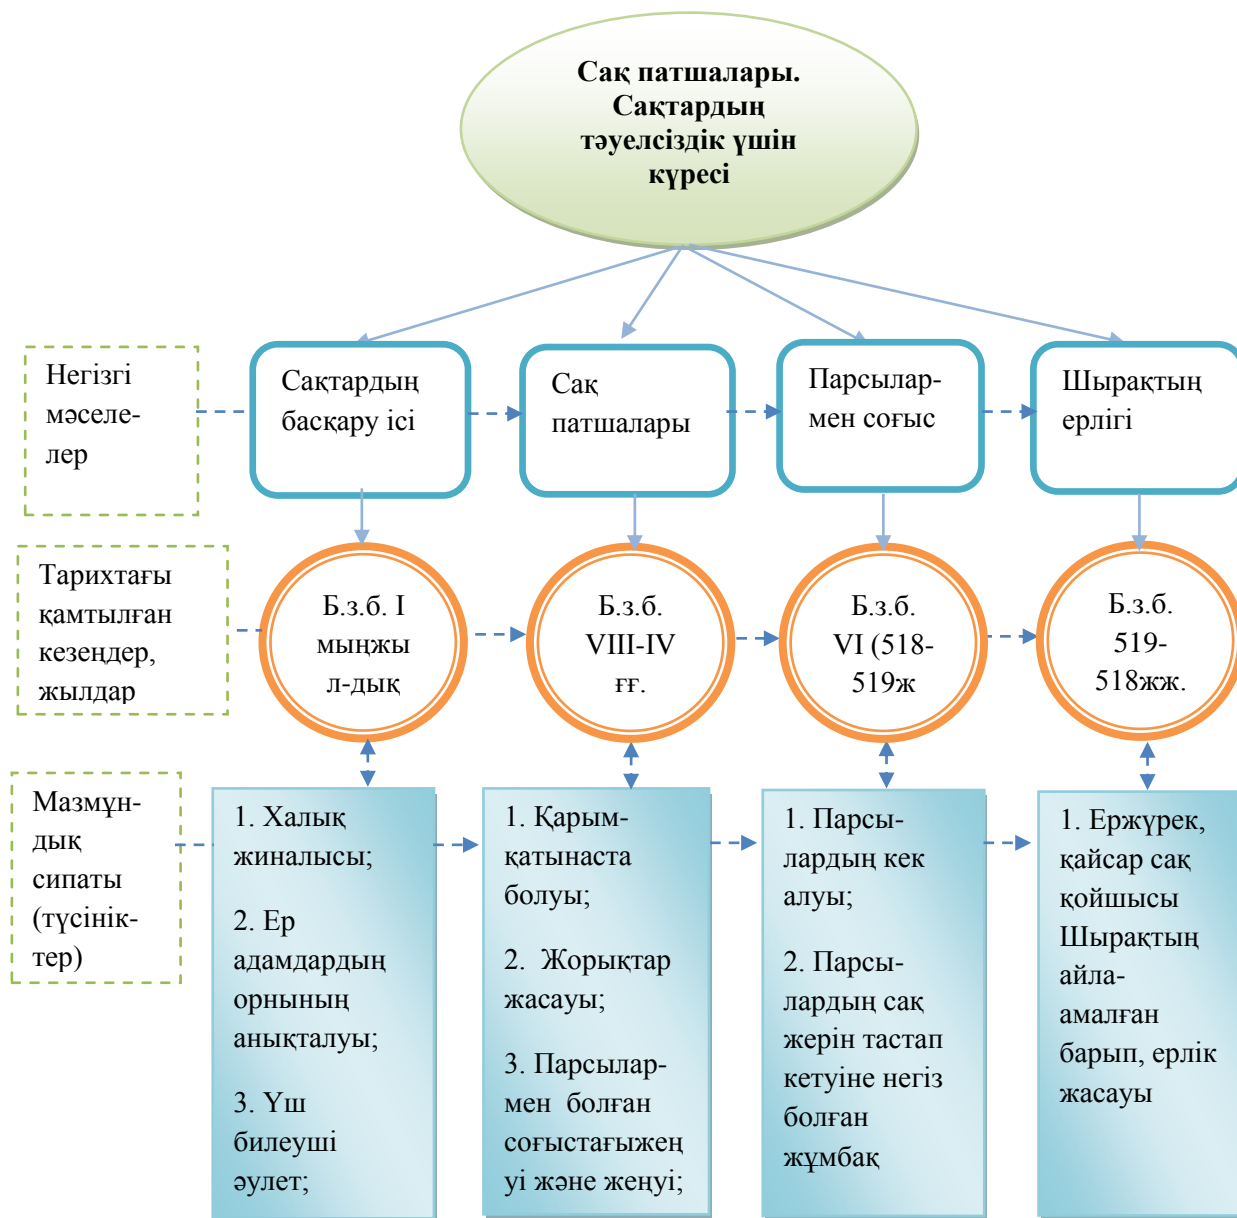 Сақ патшалары.
Сақтардың
тәуелсіздік үшін
күресі
Негізгі
мәселе-
лер
Сақтардың
басқару ісі
Сақ
патшалары
Парсылар-
мен соғыс
Шырақтың
ерлігі
Тарихтағы
қамтылған
кезеңдер,
жылдар
Б.з.б. I
мыңжы
л-дық
Б.з.б.
VIII-IV
ғғ.
Б.з.б.
VI (518-
519ж
Б.з.б.
519-
518жж.
Мазмұн-
дық
сипаты
(түсінік-
тер)
1. Халық
жиналысы;
2. Ер
адамдардың
орнының
анықталуы;
3. Үш
билеуші
әулет;
1. Қарым-
қатынаста
болуы;
2. Жорықтар
жасауы;
3. Парсылар-
мен болған
соғыстағыжең
уі және жеңуі;
1. Парсы-
лардың кек
алуы;
2. Парсы-
лардың сақ
жерін тастап
кетуіне негіз
болған
жұмбақ
1. Ержүрек,
қайсар сақ
қойшысы
Шырақтың
айла-
амалған
барып, ерлік
жасауы